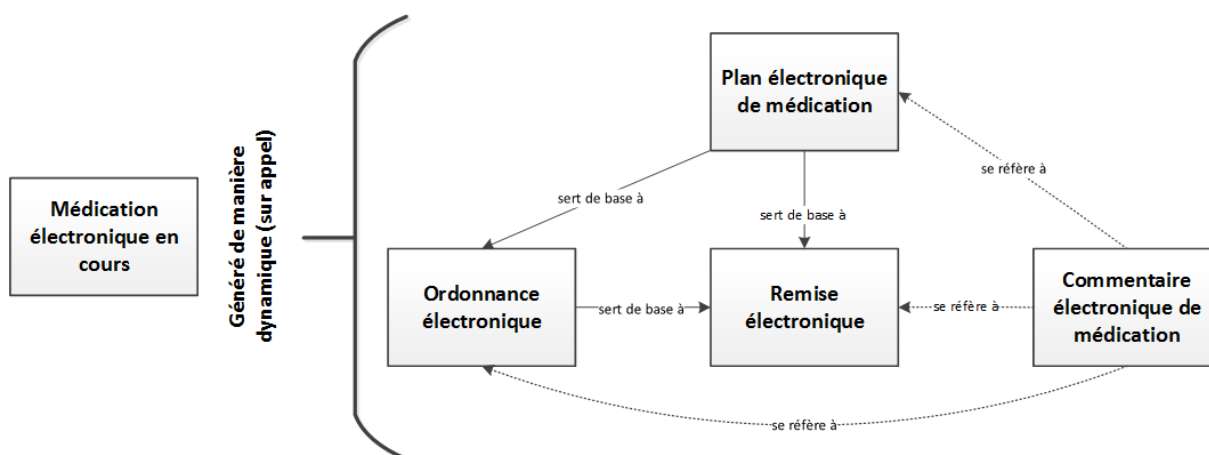 Médication
électronique en
cours
Généré de manière
dynamique (sur appel)
Plan électronique
de médication
se réfère à
sert de base à
sert de base à
Ordonnance
électronique
sert de base à
Remise
électronique
se réfère à
Commentaire
électronique de
médication
se réfère à